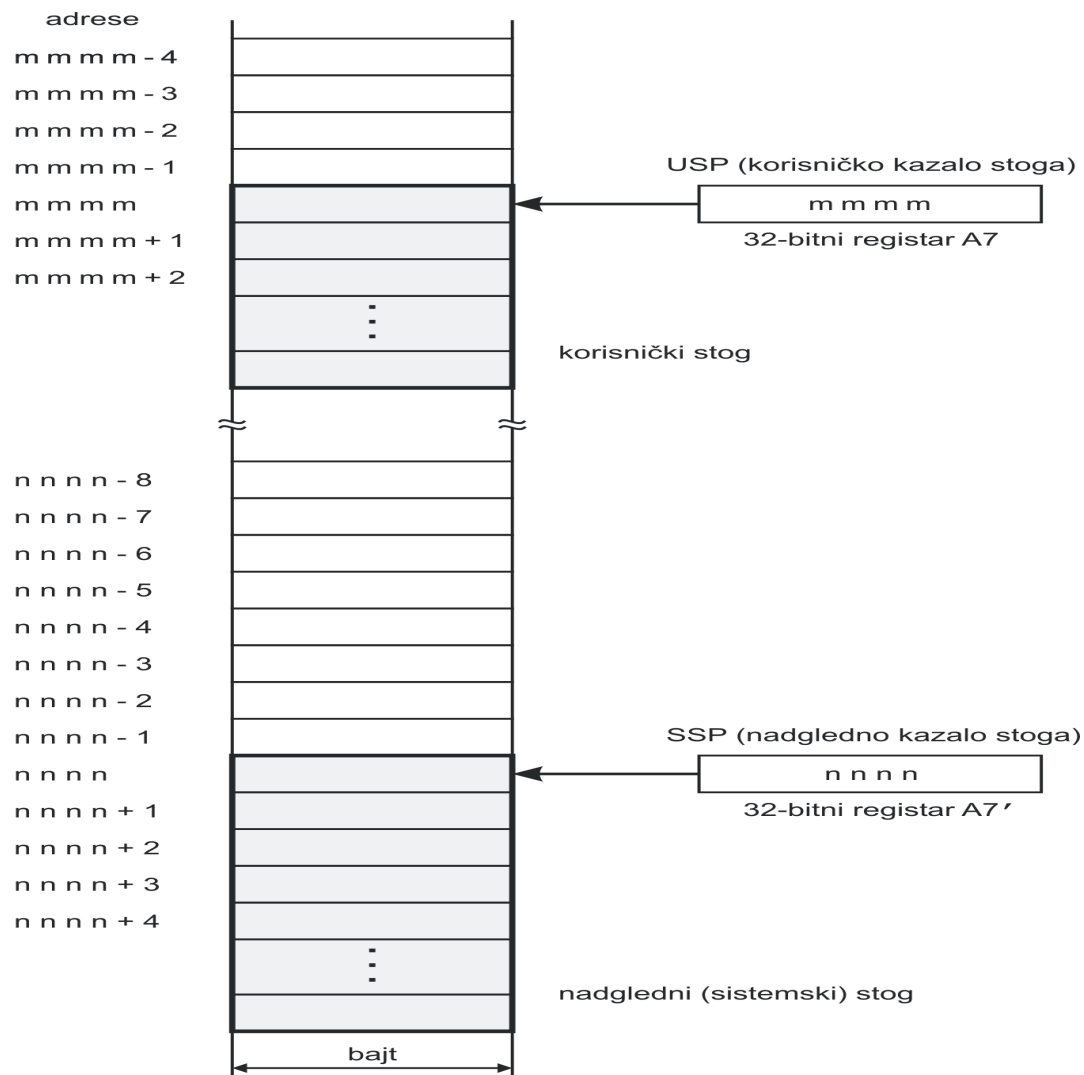 adrese
m m m m - 4
m m m m - 3
m m m m - 2
m m m m - 1
USP (korisničko kazalo stoga)
m m m m
m m m m
m m m m + 1
32-bitni registar A7
m m m m + 2
korisnički stog
n n n n - 8
n n n n - 7
n n n n - 6
n n n n - 5
n n n n - 4
n n n n - 3
n n n n - 2
n n n n - 1
SSP (nadgledno kazalo stoga)
n n n n
n n n n
n n n n + 1
32-bitni registar A7′
n n n n + 2
n n n n + 3
n n n n + 4
nadgledni (sistemski) stog
bajt